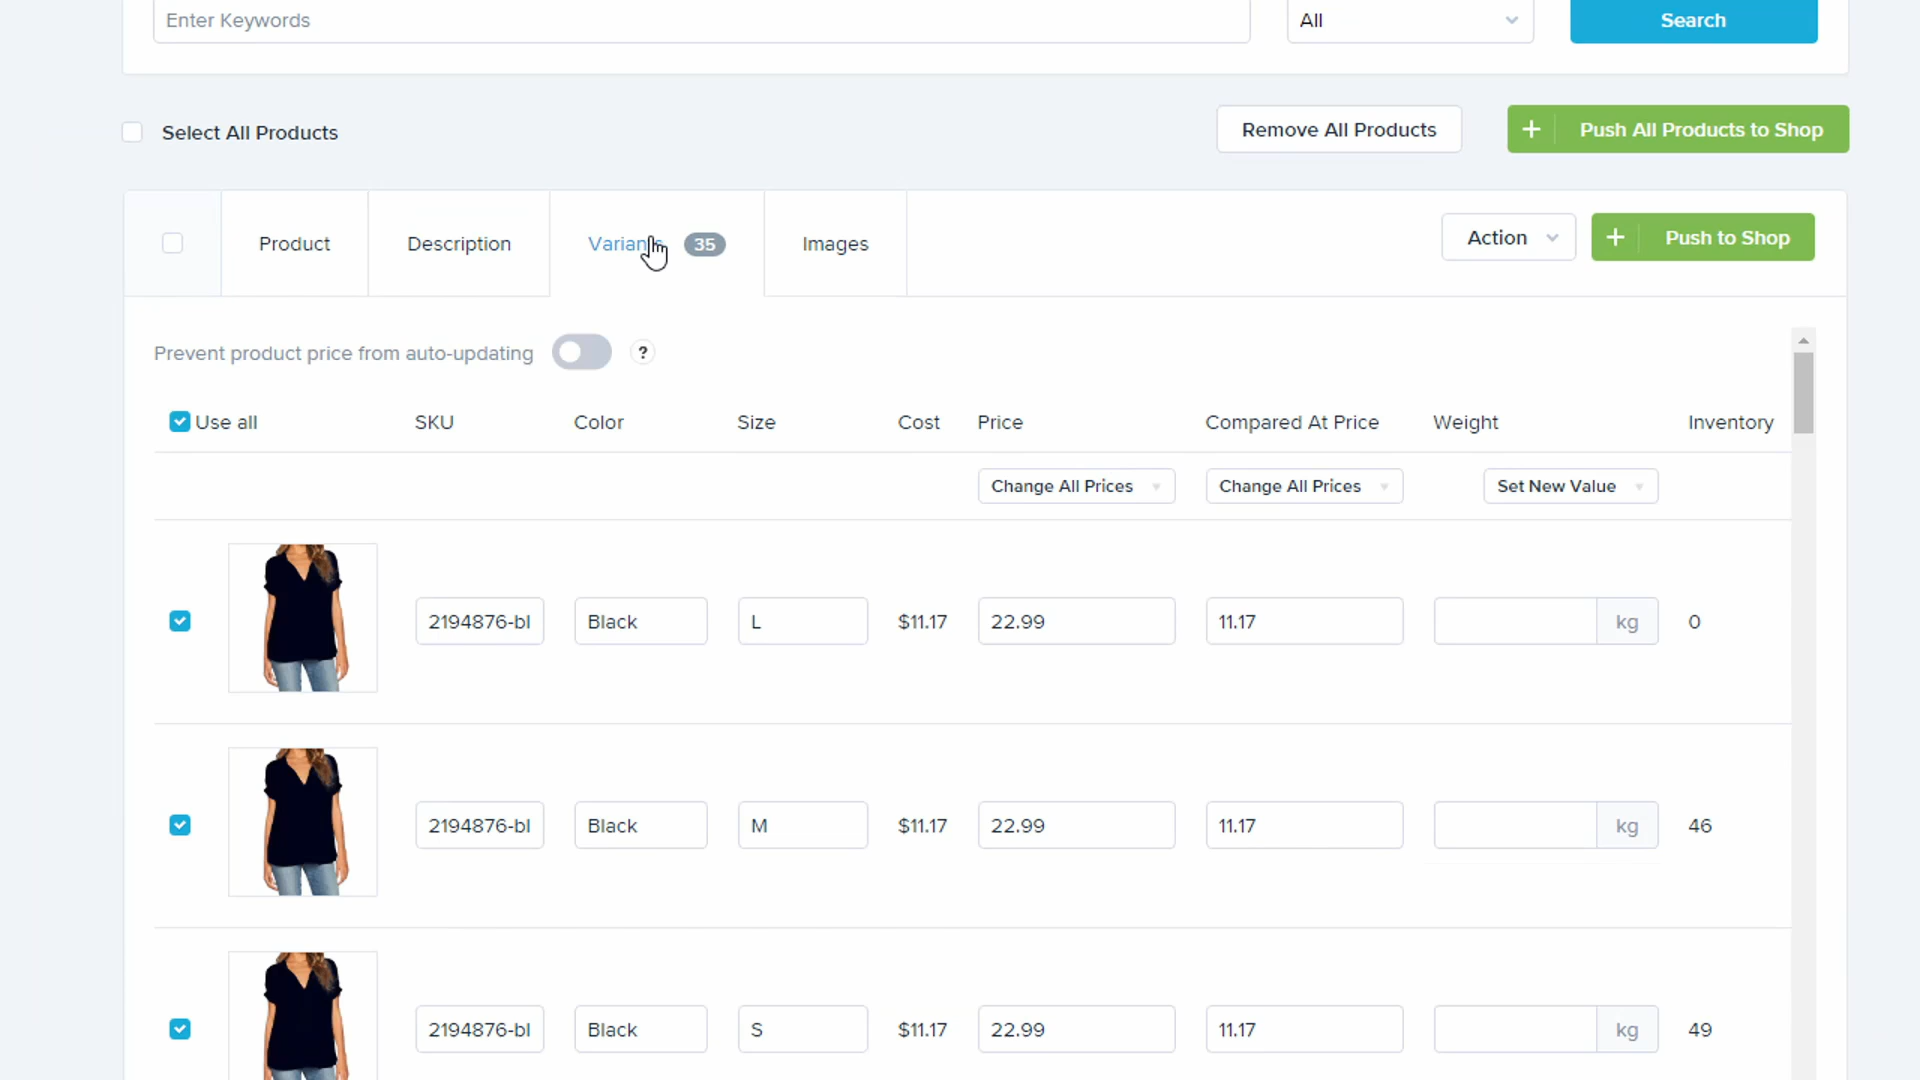 Enter Keywords
All
Search
Select All Products
Remove All Products
+ Push All Products to Shop
Product
Description
Variants 35
Images
Action
+ Push to Shop
Prevent product price from auto-updating ?
Use all SKU Color Size Cost Price Compared At Price Weight Inventory
Change All Prices Change All Prices Set New Value
2194876-bl Black L $11.17 22.99 11.17 kg 0
2194876-bl Black M $11.17 22.99 11.17 kg 46
2194876-bl Black S $11.17 22.99 11.17 kg 49